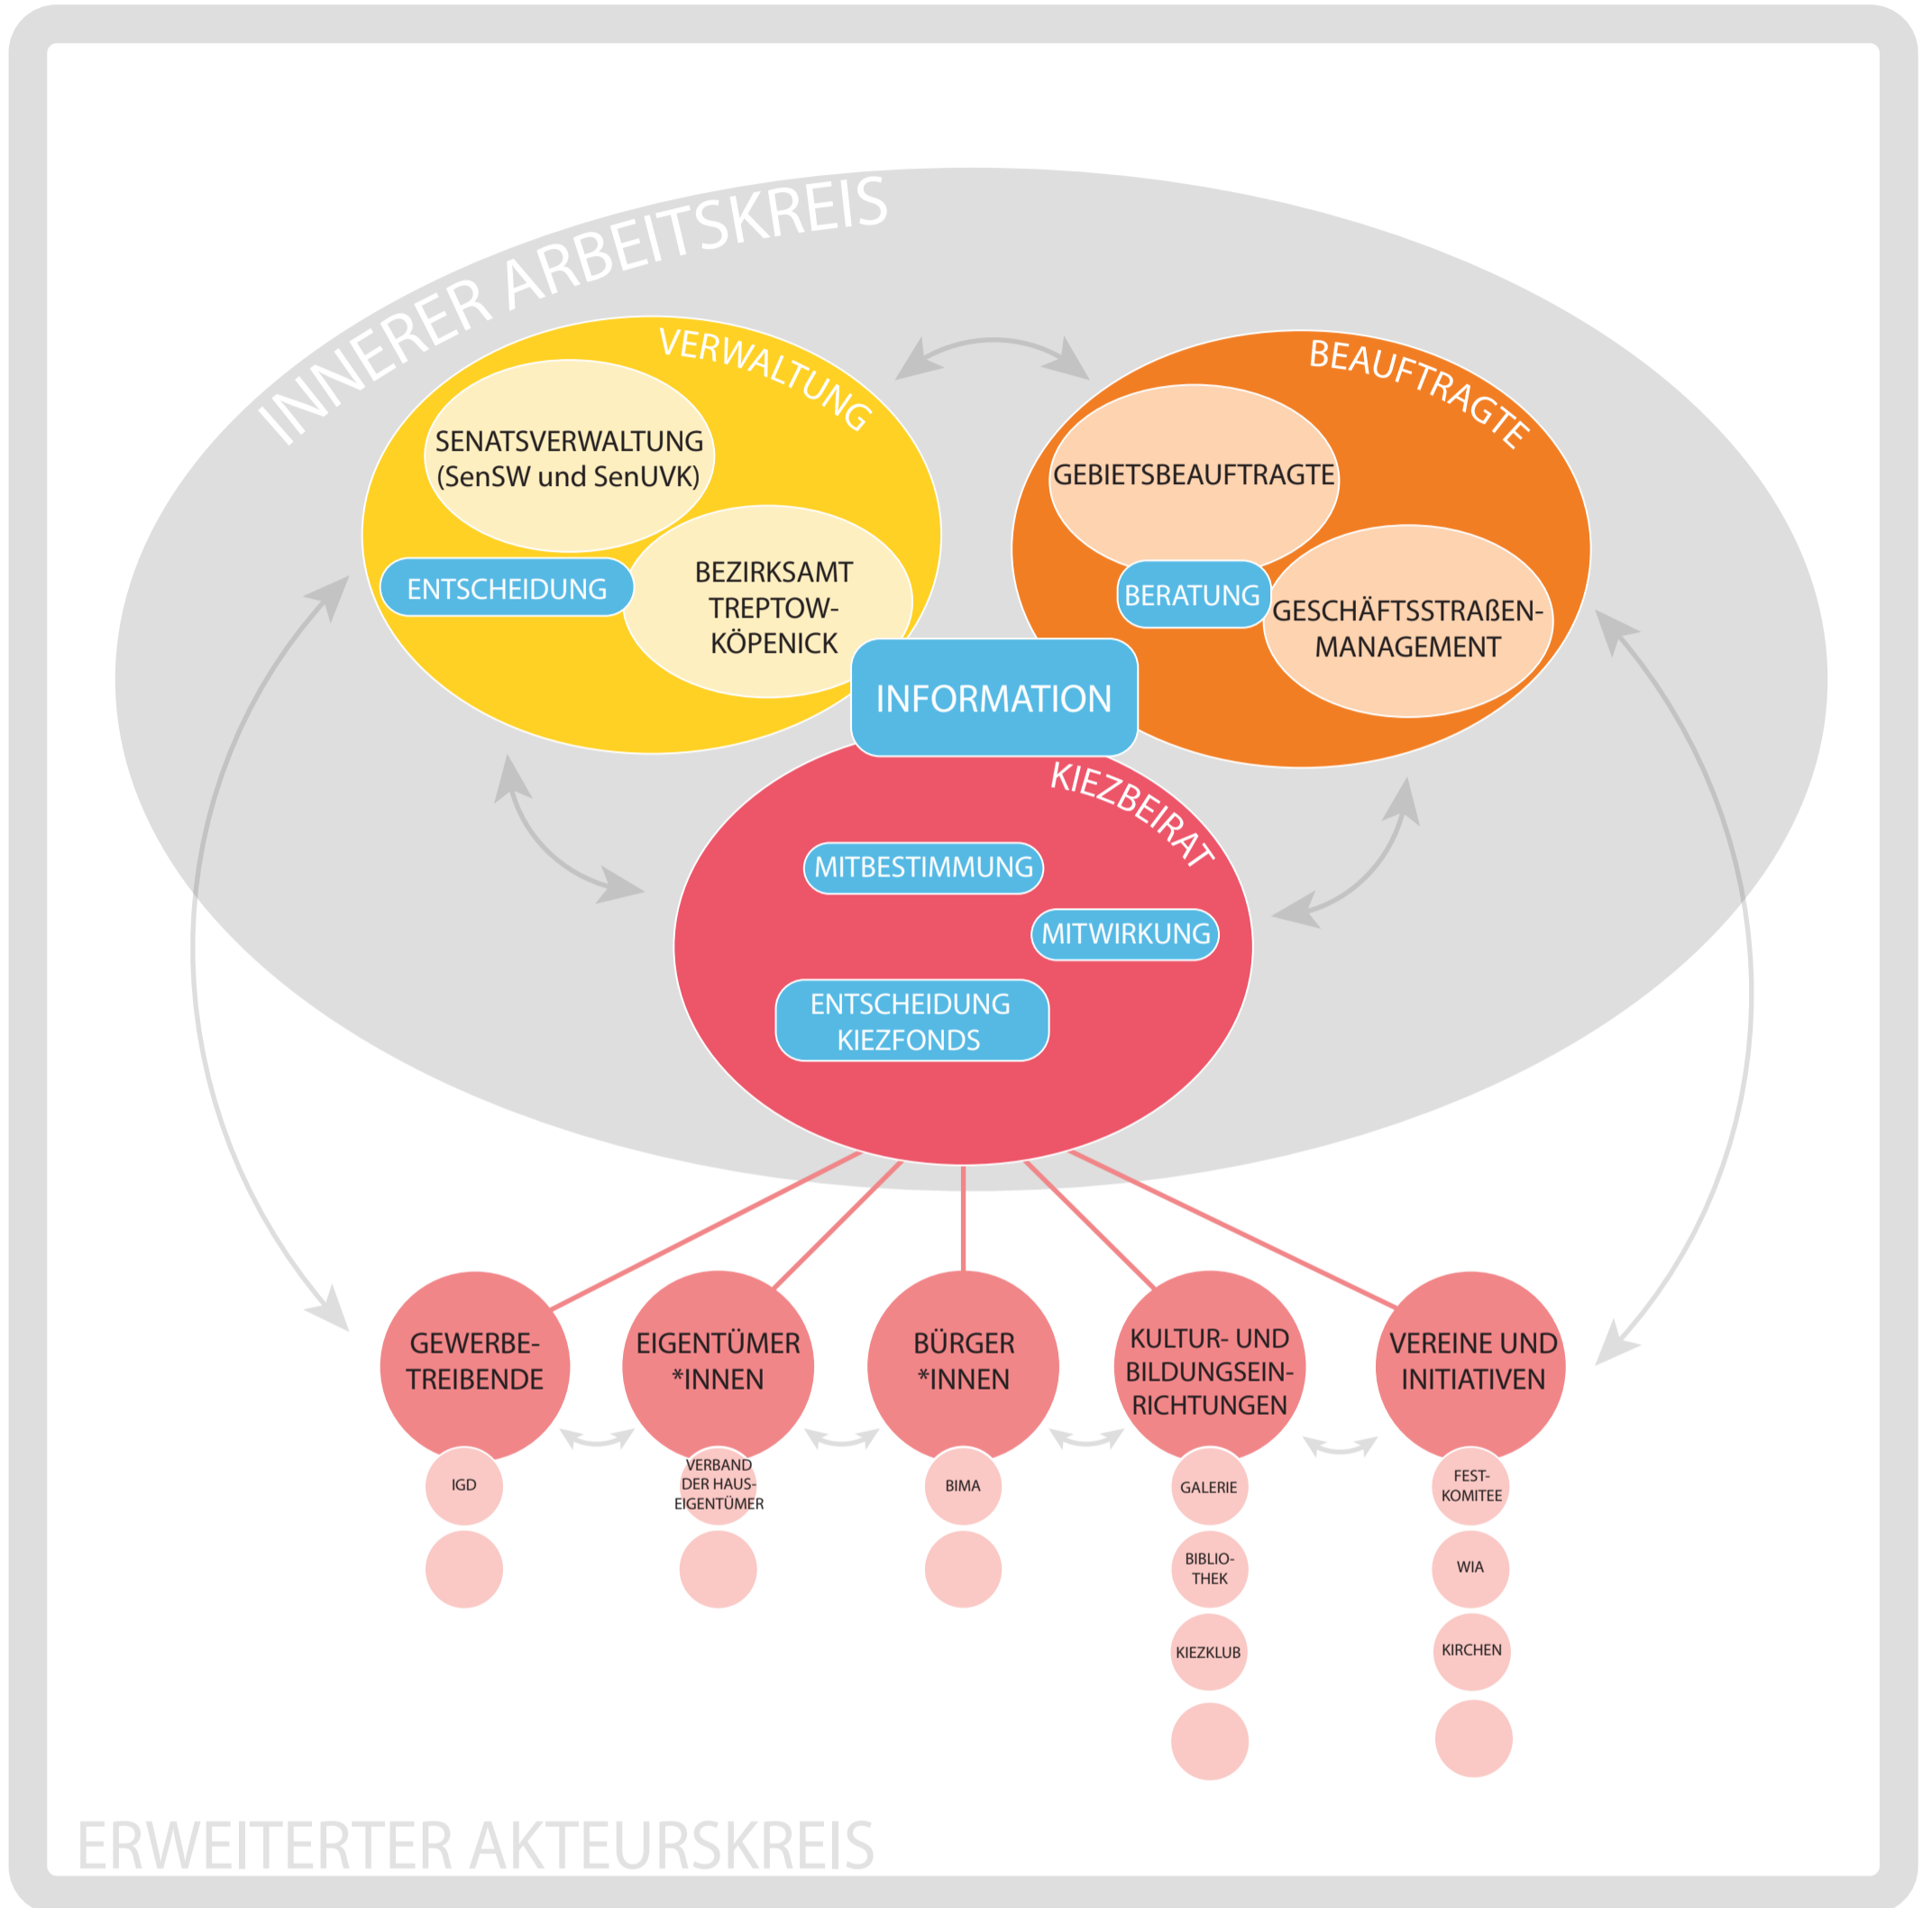 INNERER ARBEITSKREIS
VERWALTUNG
SENATSVERWALTUNG
(SenSW und SenUVK)
ENTSCHEIDUNG
BEZIRKSAMT
TREPTOW-
KÖPENICK
BEAUFTRAGTE
GEBIETSBEAUFTRAGTE
BERATUNG
GESCHÄFTSSTRAßEN-
MANAGEMENT
INFORMATION
KIEZBEIRAT
MITBESTIMMUNG
MITWIRKUNG
ENTSCHEIDUNG
KIEZFONDS
GEWERBE-
TREIBENDE
IGD
EIGENTÜMER
*INNEN
VERBAND
DER HAUS-
EIGENTÜMER
BÜRGER
*INNEN
BIMA
KULTUR- UND
BILDUNGSEIN-
RICHTUNGEN
GALERIE
BIBLIO-
THEK
KIEZKLUB
VEREINE UND
INITIATIVEN
FEST-
KOMITEE
WIA
KIRCHEN
ERWEITERTER AKTEURSKREIS